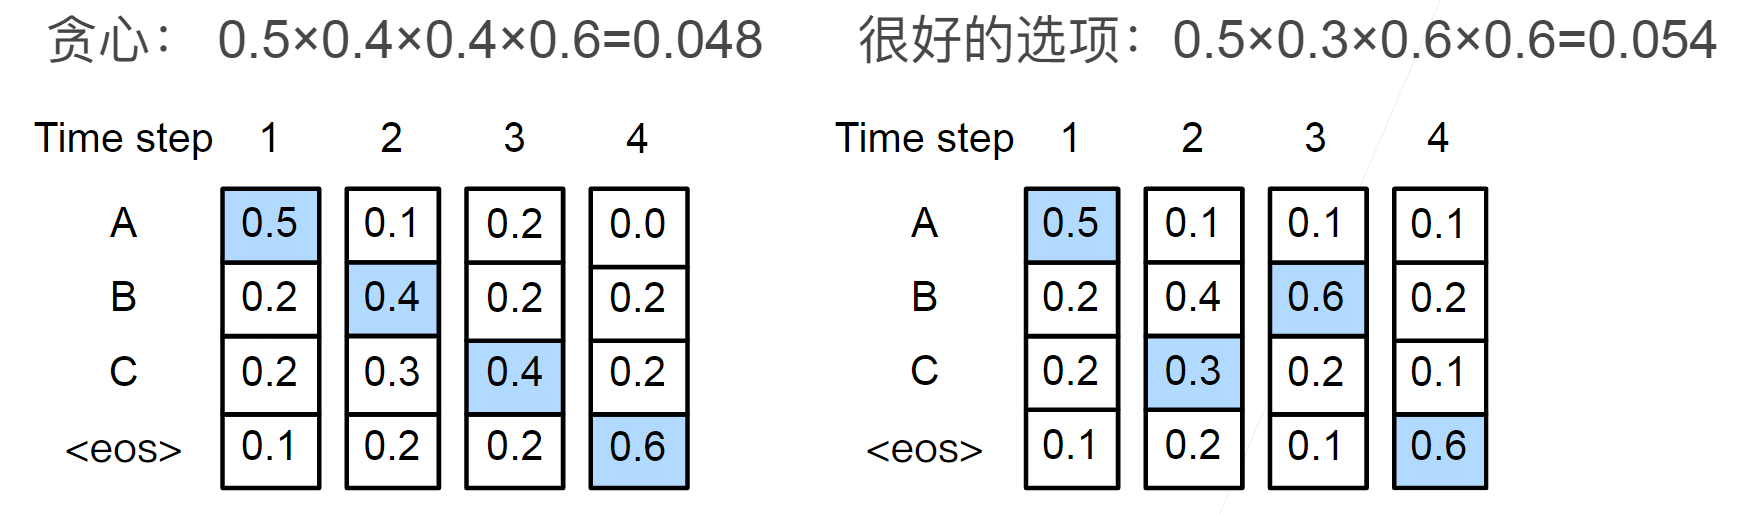 贪心： 0.5×0.4×0.4×0.6=0.048
Time step 1 2 3 4
A 0.5 0.1 0.2 0.0
B 0.2 0.4 0.2 0.2
C 0.2 0.3 0.4 0.2
<eos> 0.1 0.2 0.2 0.6
很好的选项：0.5×0.3×0.6×0.6=0.054
Time step 1 2 3 4
A 0.5 0.1 0.1 0.1
B 0.2 0.4 0.6 0.2
C 0.2 0.3 0.2 0.1
<eos> 0.1 0.2 0.1 0.6